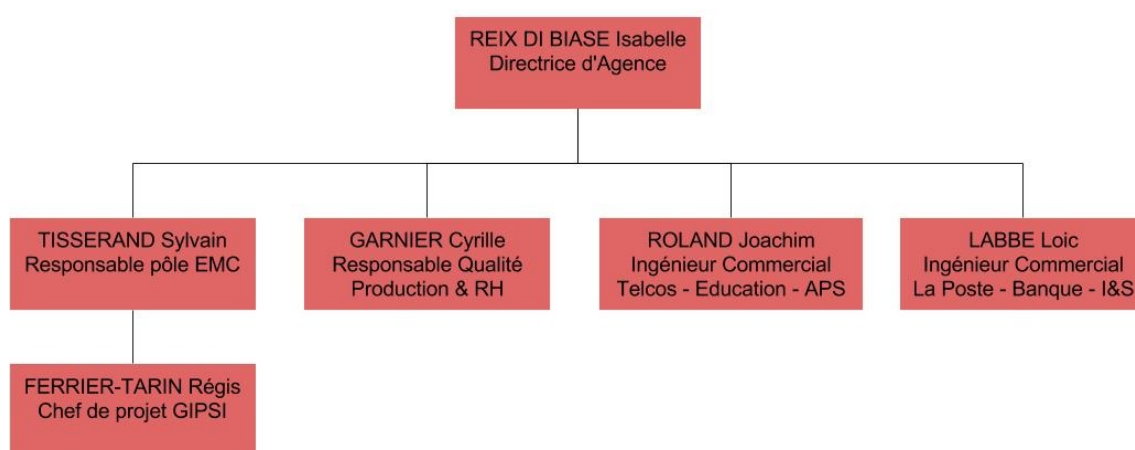 REIX DI BIASE Isabelle
Directrice d'Agence
TISSERAND Sylvain
Responsable pôle EMC
GARNIER Cyrille
Responsable Qualité
Production & RH
ROLAND Joachim
Ingénieur Commercial
Telcos - Education - APS
LABBE Loic
Ingénieur Commercial
La Poste - Banque - I&S
FERRIER-TARIN Régis
Chef de projet GIPSI